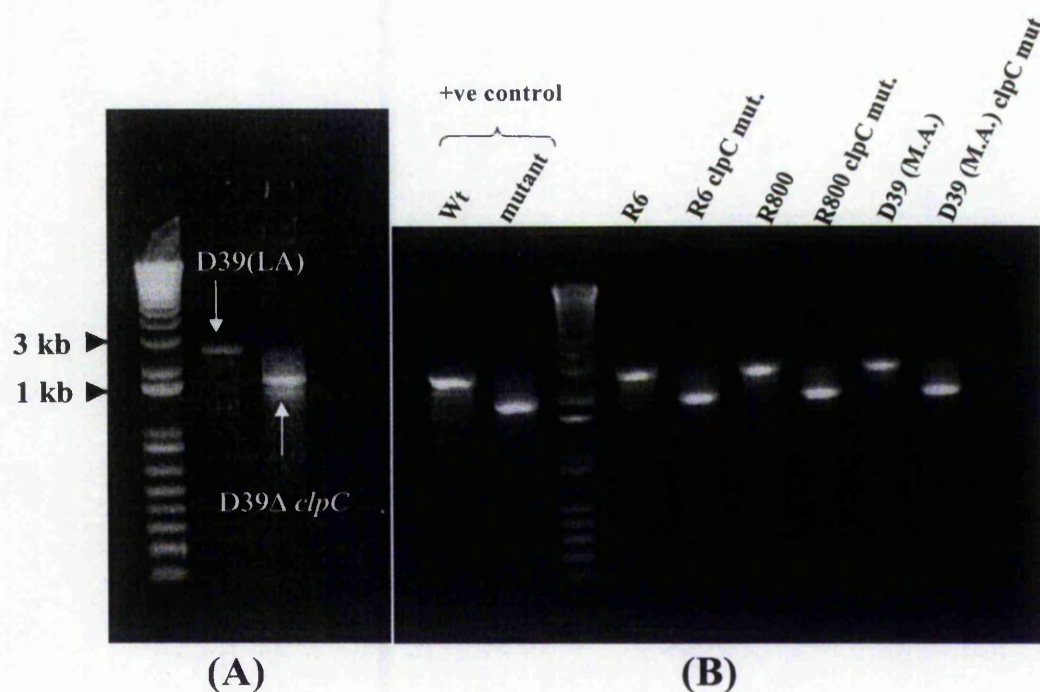 +ve control
Wt
mutant
R6
R6 clpC mut.
R800
R800 clpC mut.
D39 (M.A.)
D39 (M.A.) clpC mut
D39(LA)
3 kb
1 kb
D39Δ clpC
(A)
(B)